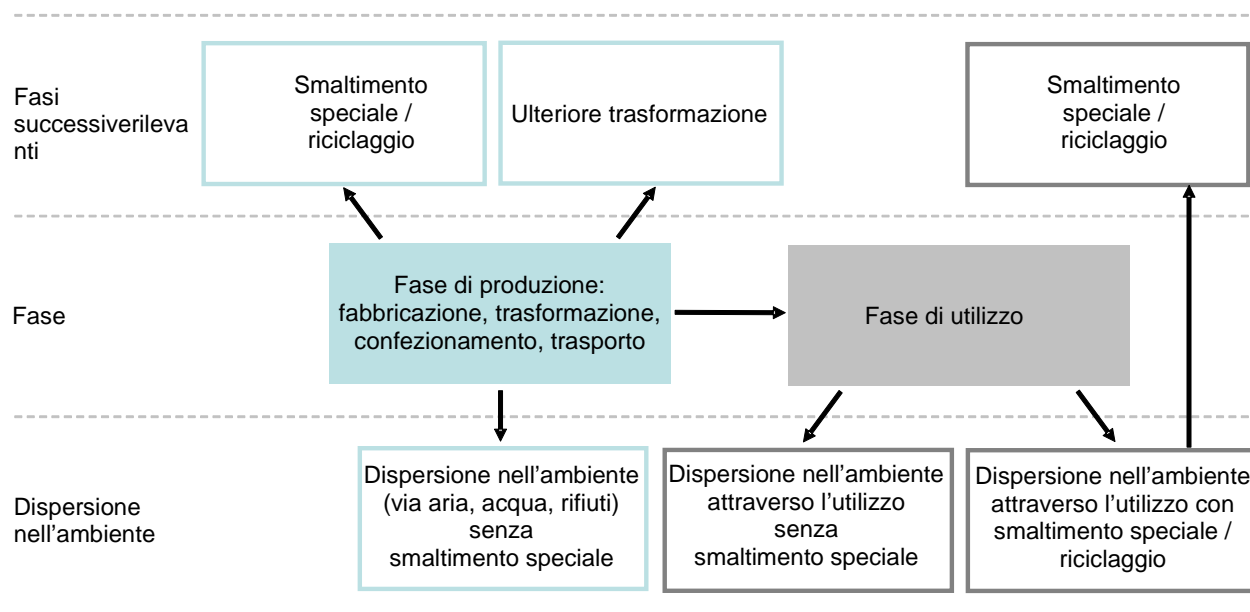 Fasi
successiverileva
nti
Smaltimento
speciale /
riciclaggio
Ulteriore trasformazione
Smaltimento
speciale /
riciclaggio
Fase
Fase di produzione:
fabbricazione, trasformazione,
confezionamento, trasporto
Fase di utilizzo
Dispersione
nell’ambiente
Dispersione nell’ambiente
(via aria, acqua, rifiuti)
senza
smaltimento speciale
Dispersione nell’ambiente
attraverso l’utilizzo
senza
smaltimento speciale
Dispersione nell’ambiente
attraverso l’utilizzo con
smaltimento speciale /
riciclaggio